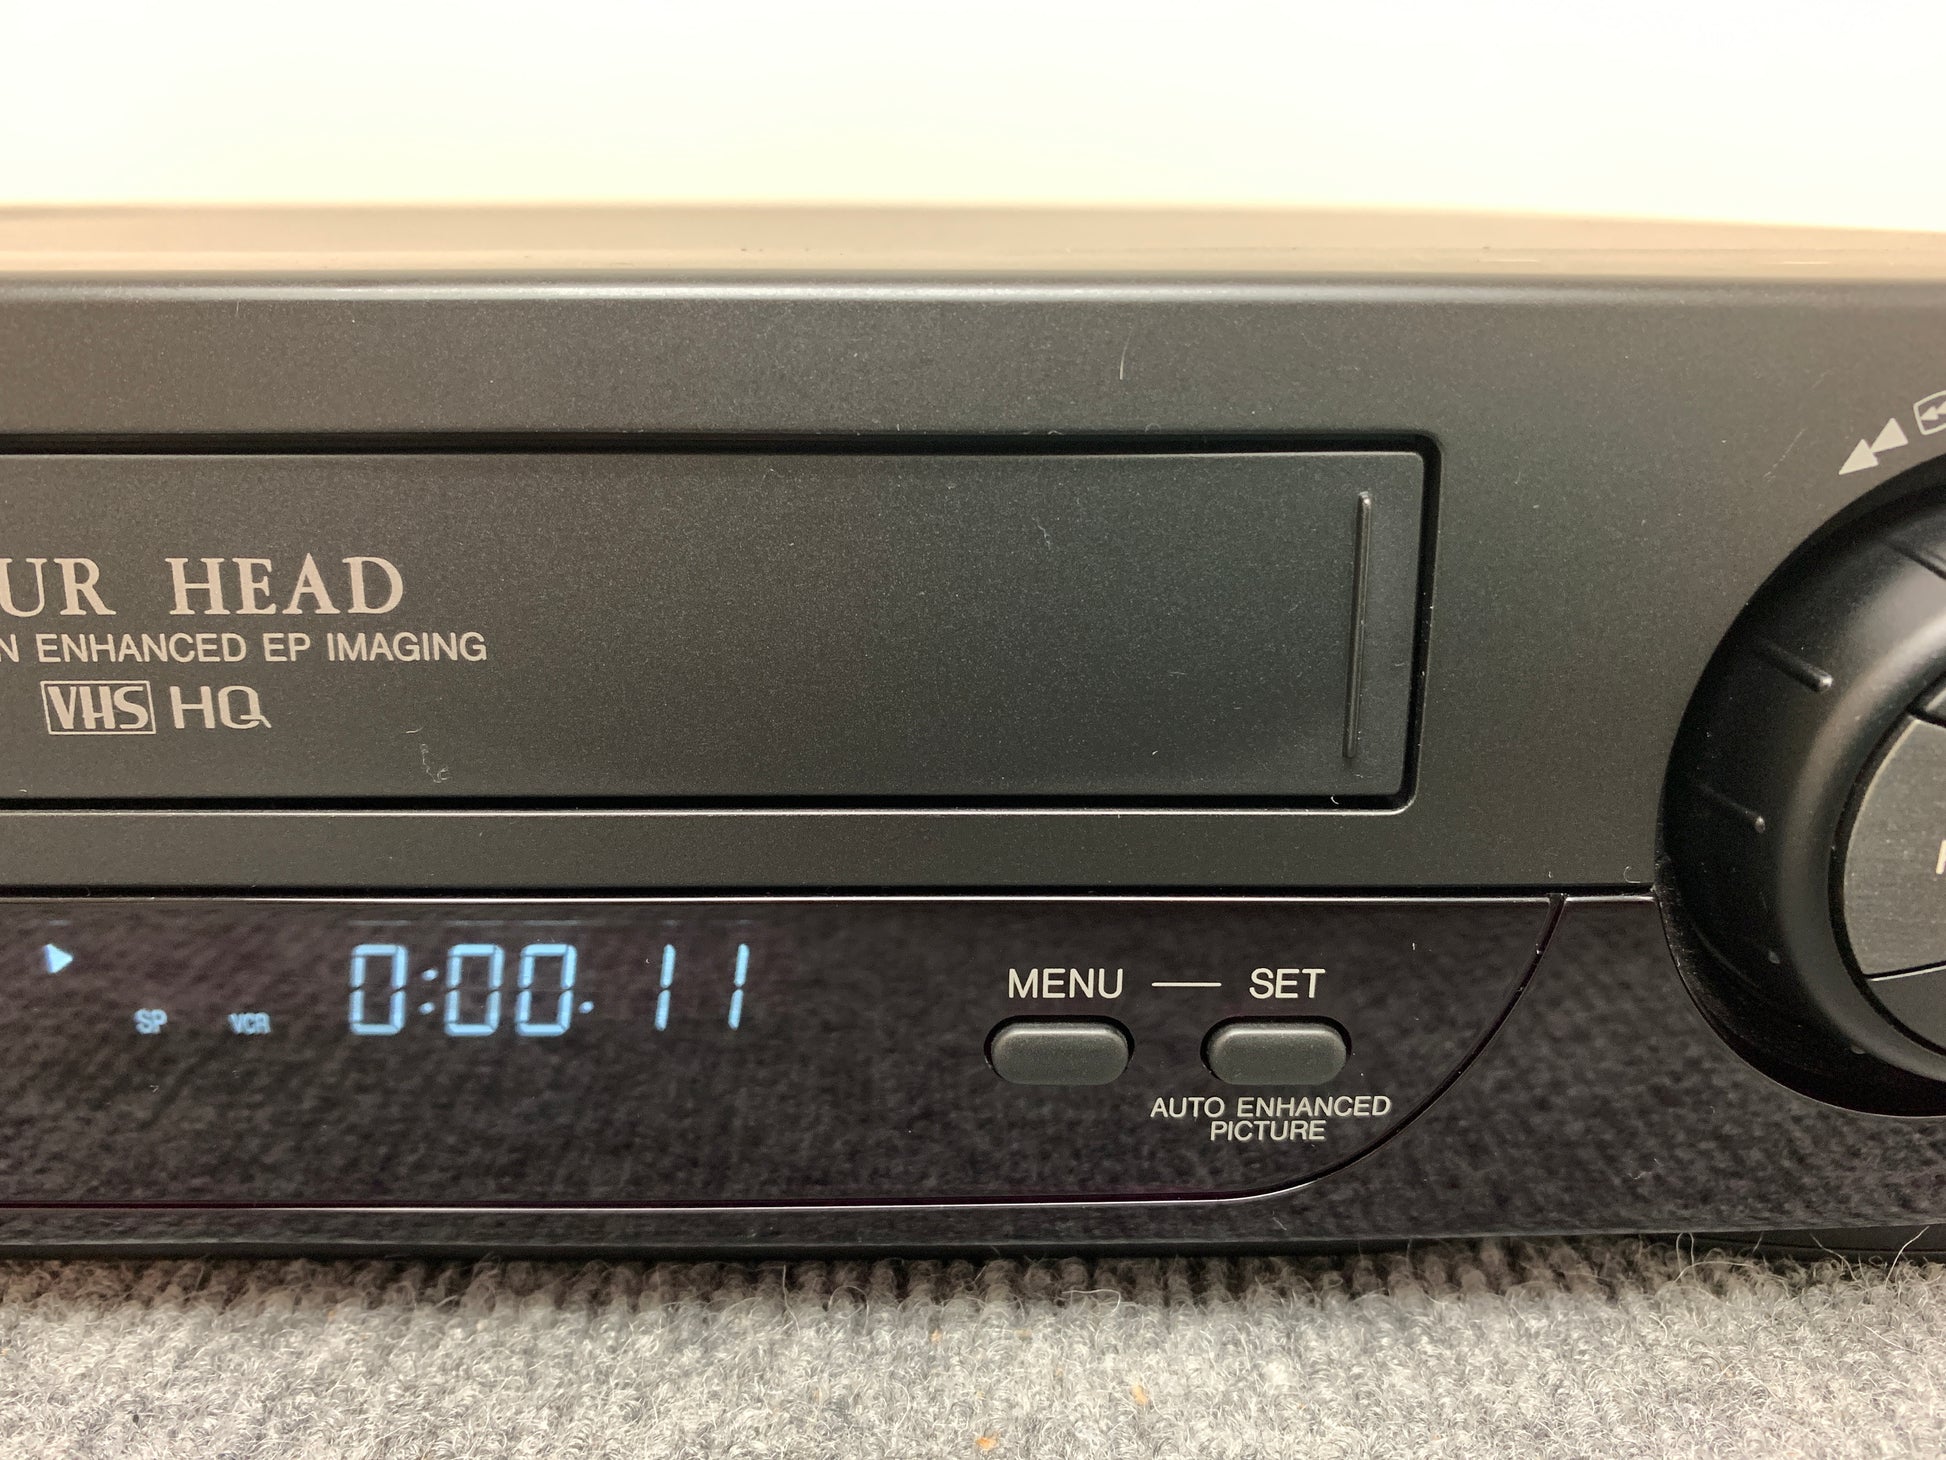 UR HEAD
N ENHANCED EP IMAGING
VHS HQ
SP VCR 0:00.11
MENU — SET
AUTO ENHANCED
PICTURE